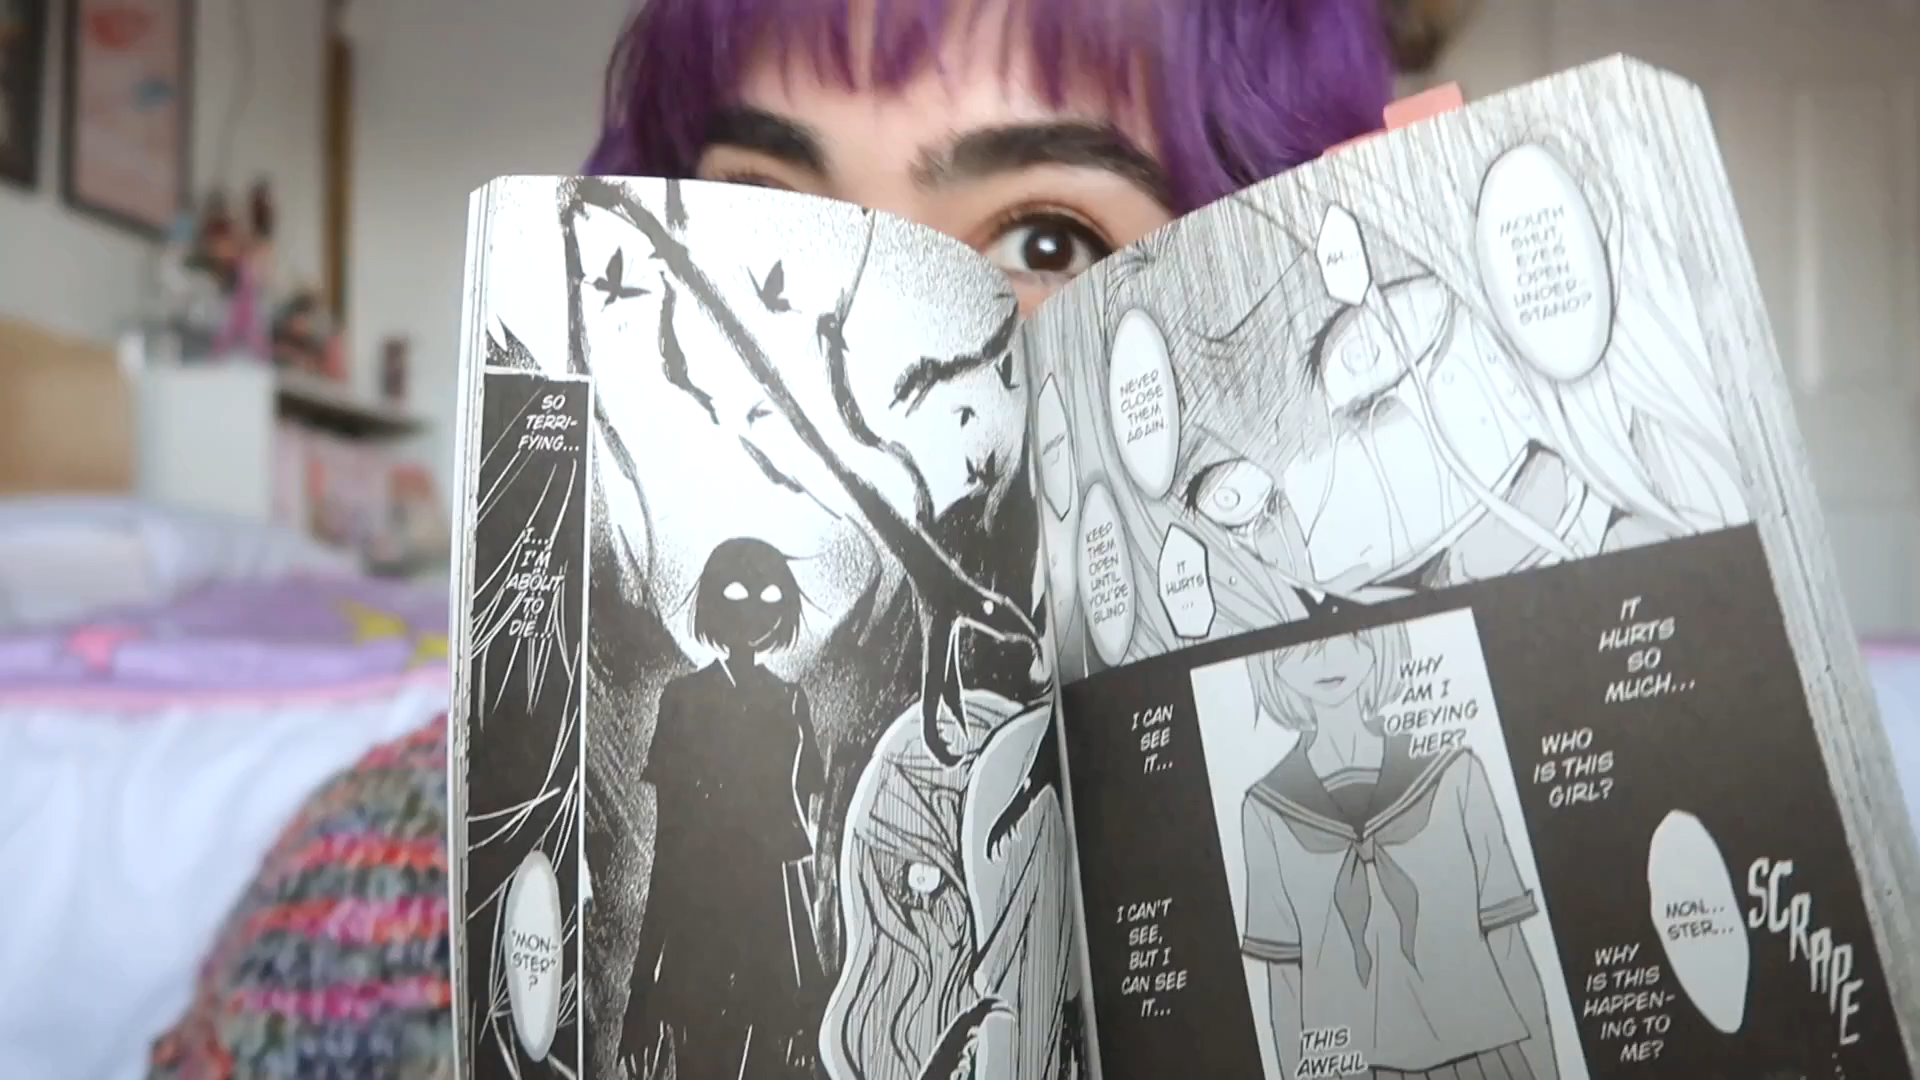 MOUTH
SHUT,
EYES
OPEN.
UNDER-
STAND?
AH...
NEVER
CLOSE
THEM
AGAIN.
KEEP
THEM
OPEN
UNTIL
YOU'RE
BLIND.
IT
HURTS
...
IT
HURTS
SO
MUCH...
WHO
IS THIS
GIRL?
WHY
AM I
OBEYING
HER?
I CAN
SEE
IT...
MON...
STER...
SCRAPE
WHY
IS THIS
HAPPEN-
ING TO
ME?
THIS
AWFUL
I CAN'T
SEE,
BUT I
CAN SEE
IT...
SO
TERRI-
FYING...
I...
I'M
ABOUT
TO
DIE...
"MON-
STER"
?